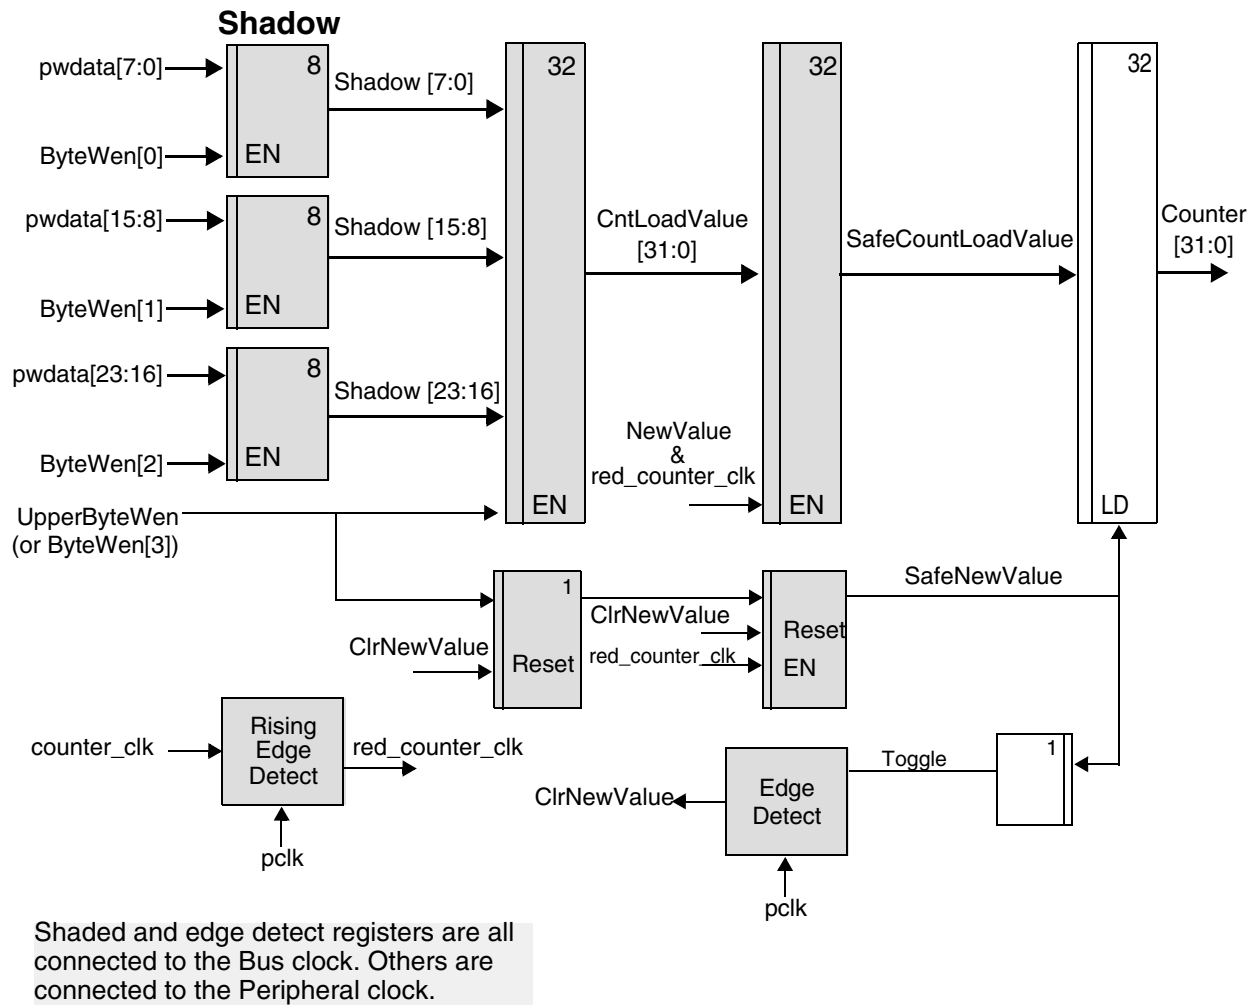 Shadow
pwdata[7:0]
8
Shadow [7:0]
32
32
32
ByteWen[0]
EN
pwdata[15:8]
8
Shadow [15:8]
CntLoadValue
[31:0]
SafeCountLoadValue
Counter
[31:0]
ByteWen[1]
EN
pwdata[23:16]
8
Shadow [23:16]
NewValue
&
red_counter_clk
ByteWen[2]
EN
UpperByteWen
(or ByteWen[3])
EN
EN
LD
1
ClrNewValue
Reset
ClrNewValue
red_counter_clk
Reset
EN
SafeNewValue
counter_clk
Rising
Edge
Detect
red_counter_clk
pclk
ClrNewValue
Edge
Detect
Toggle
1
pclk
Shaded and edge detect registers are all
connected to the Bus clock. Others are
connected to the Peripheral clock.